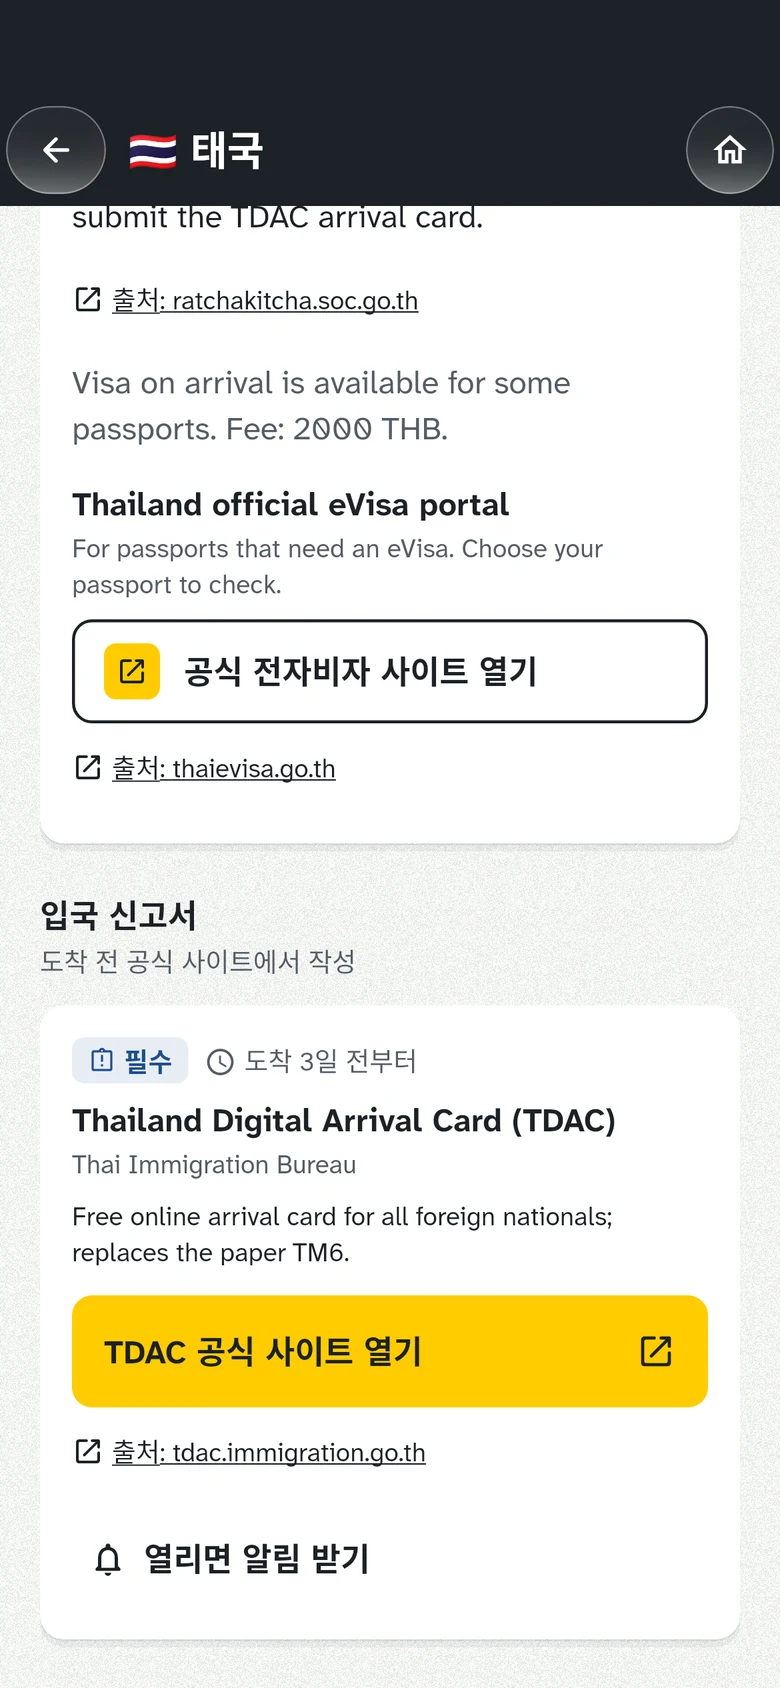 태국
submit the TDAC arrival card.
출처: ratchakitcha.soc.go.th
Visa on arrival is available for some
passports. Fee: 2000 THB.
Thailand official eVisa portal
For passports that need an eVisa. Choose your
passport to check.
공식 전자비자 사이트 열기
출처: thaievisa.go.th
입국 신고서
도착 전 공식 사이트에서 작성
필수 도착 3일 전부터
Thailand Digital Arrival Card (TDAC)
Thai Immigration Bureau
Free online arrival card for all foreign nationals;
replaces the paper TM6.
TDAC 공식 사이트 열기
출처: tdac.immigration.go.th
열리면 알림 받기